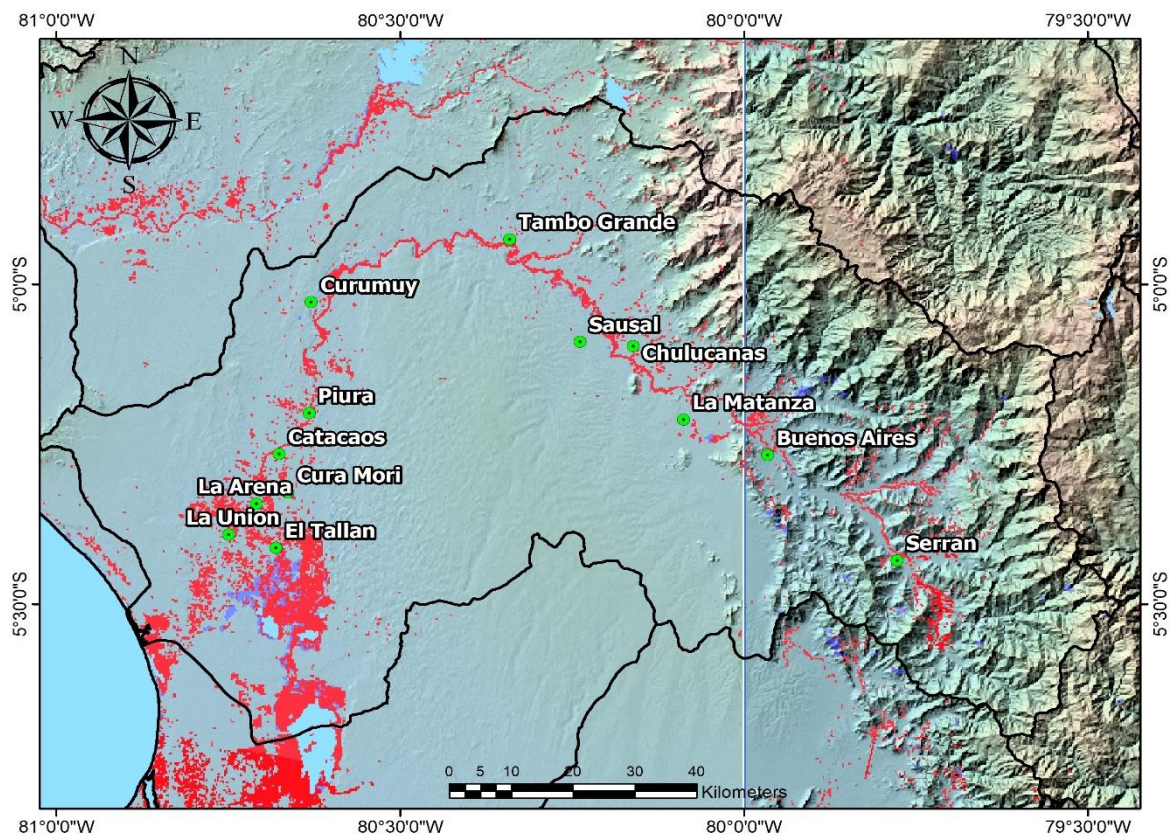 81°0'0"W 80°30'0"W 80°0'0"W 79°30'0"W
N
W E
S
Tambo Grande
5°0'0"S 5°0'0"S
Curumuy
Sausal
Chulucanas
Piura
La Matanza
Catacaos
Buenos Aires
Cura Mori
La Arena
La Union
El Tallan
Serran
5°30'0"S 5°30'0"S
0 5 10 20 30 40
Kilometers
81°0'0"W 80°30'0"W 80°0'0"W 79°30'0"W